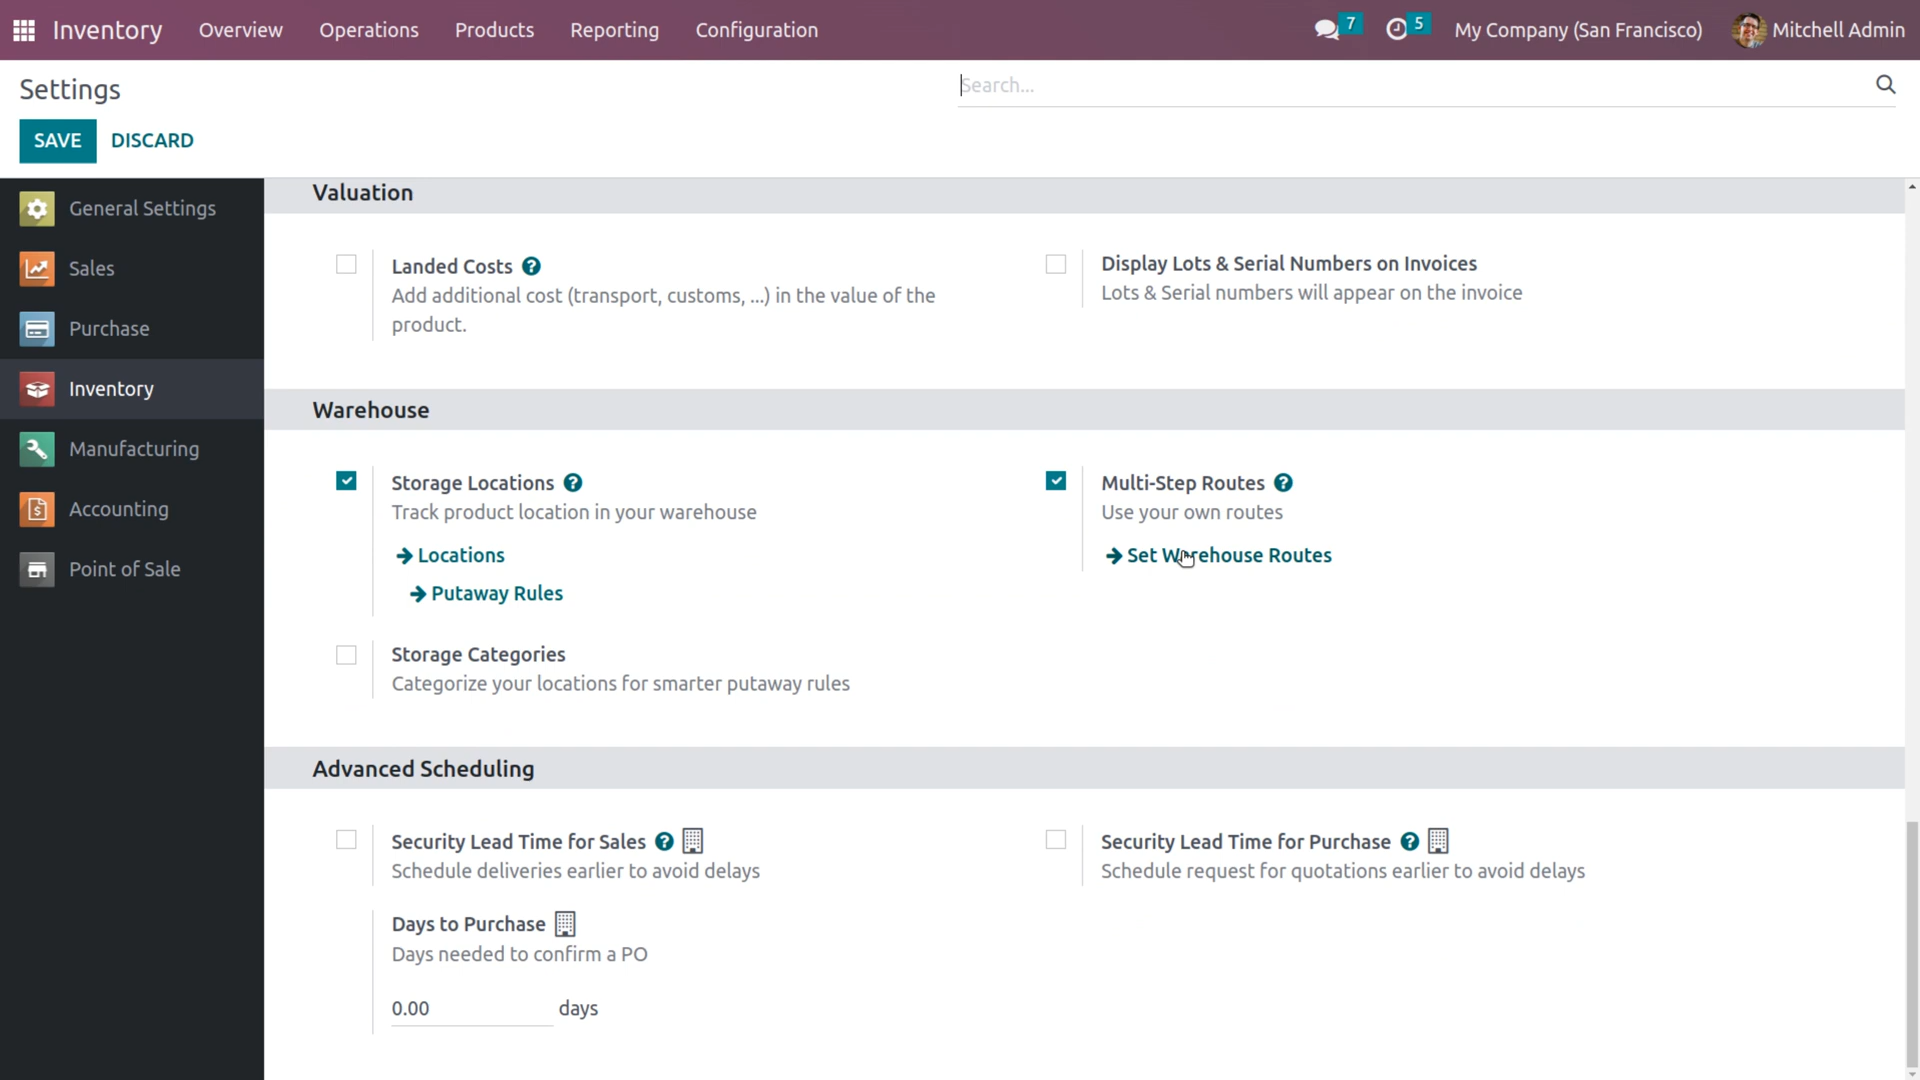 Inventory Overview Operations Products Reporting Configuration 7 5 My Company (San Francisco) Mitchell Admin
Settings
Search...
SAVE DISCARD
General Settings
Sales
Purchase
Inventory
Manufacturing
Accounting
Point of Sale
Valuation
Landed Costs ?
Add additional cost (transport, customs, ...) in the value of the
product.
Display Lots & Serial Numbers on Invoices
Lots & Serial numbers will appear on the invoice
Warehouse
Storage Locations ?
Track product location in your warehouse
Locations
Putaway Rules
Multi-Step Routes ?
Use your own routes
Set Warehouse Routes
Storage Categories
Categorize your locations for smarter putaway rules
Advanced Scheduling
Security Lead Time for Sales ?
Schedule deliveries earlier to avoid delays
Security Lead Time for Purchase ?
Schedule request for quotations earlier to avoid delays
Days to Purchase
Days needed to confirm a PO
0.00 days